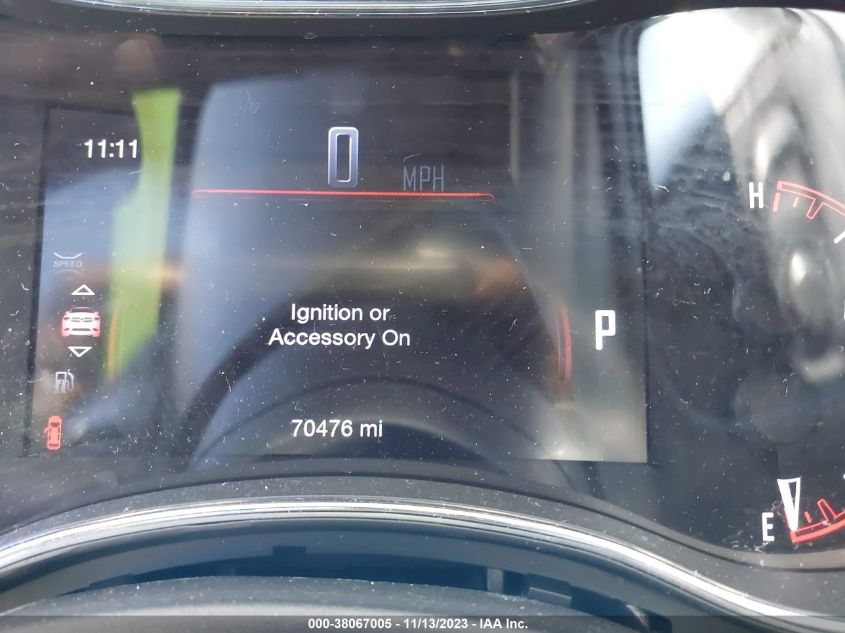 11:11
0 MPH
SPEED
Ignition or
Accessory On
P
70476 mi
H
E
000-38067005 - 11/13/2023 - IAA Inc.